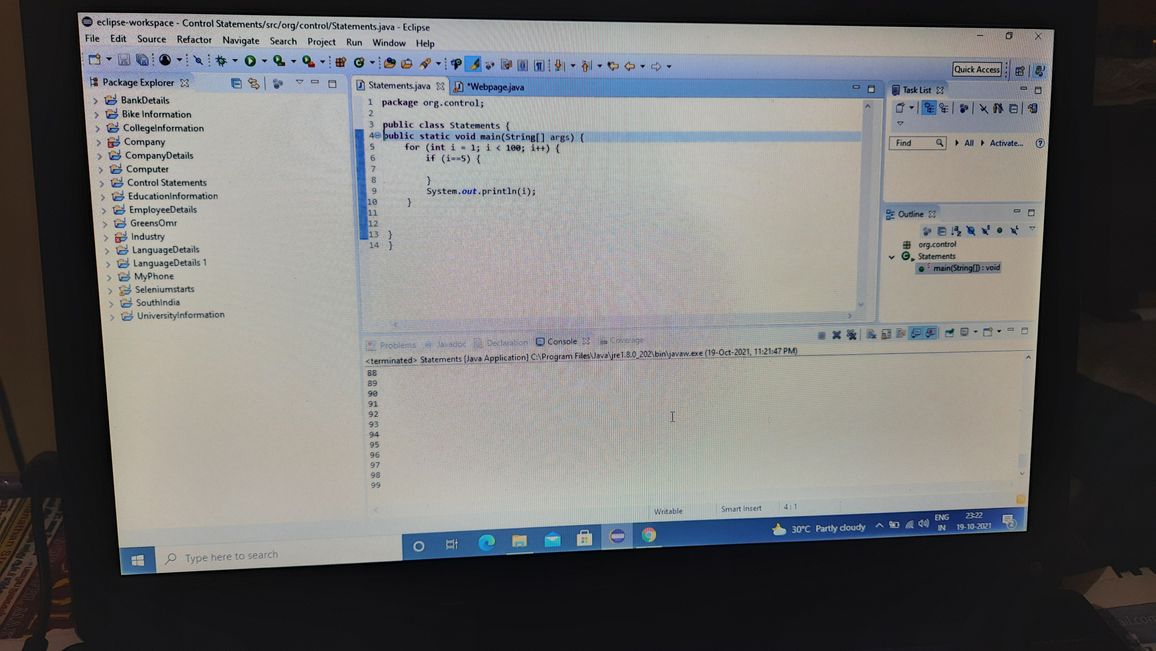 eclipse-workspace - Control Statements/src/org/control/Statements.java - Eclipse
File Edit Source Refactor Navigate Search Project Run Window Help
Quick Access
Package Explorer
BankDetails
Bike Information
CollegeInformation
Company
CompanyDetails
Computer
Control Statements
EducationInformation
EmployeeDetails
GreensOmr
Industry
LanguageDetails
LanguageDetails 1
MyPhone
Seleniumstarts
SouthIndia
UniversityInformation
Statements.java *Webpage.java
1 package org.control;
2
3 public class Statements {
4 public static void main(String[] args) {
5 for (int i = 1; i < 100; i++) {
6 if (i==5) {
7
8 }
9 System.out.println(i);
10 }
11
12
13 }
14 }
Task List
Find All Activate...
Outline
org.control
Statements
main(String[]) : void
Problems Javadoc Declaration Console Coverage
<terminated> Statements [Java Application] C:\Program Files\Java\jre1.8.0_202\bin\javaw.exe (19-Oct-2021, 11:21:47 PM)
88
89
90
91
92
93
94
95
96
97
98
99
Writable Smart Insert 4 : 1
Type here to search
30°C Partly cloudy
ENG
IN
23:22
19-10-2021